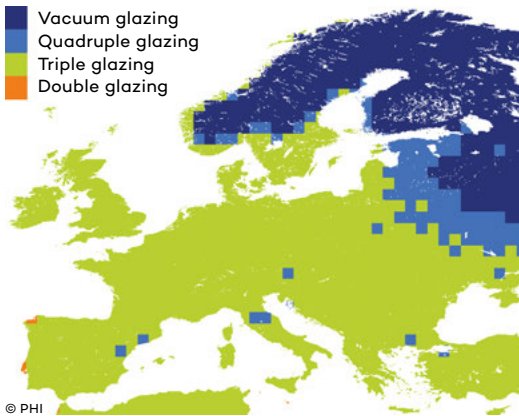 Vacuum glazing
Quadruple glazing
Triple glazing
Double glazing
© PHI